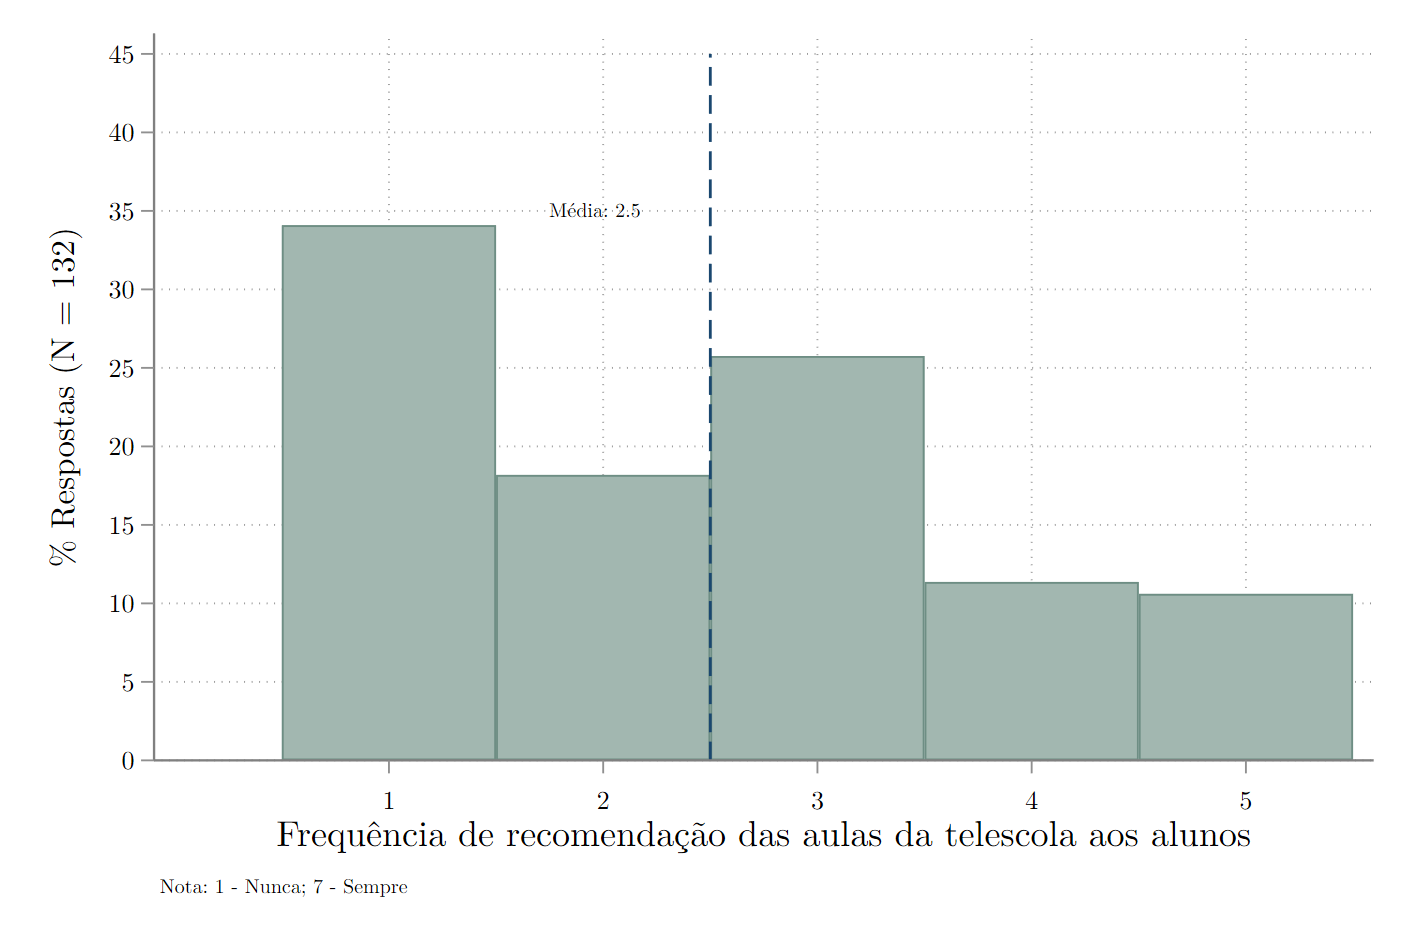 % Respostas (N = 132)
45
40
35
30
25
20
15
10
5
0
Média: 2.5
1 2 3 4 5
Frequência de recomendação das aulas da telescola aos alunos
Nota: 1 - Nunca; 7 - Sempre